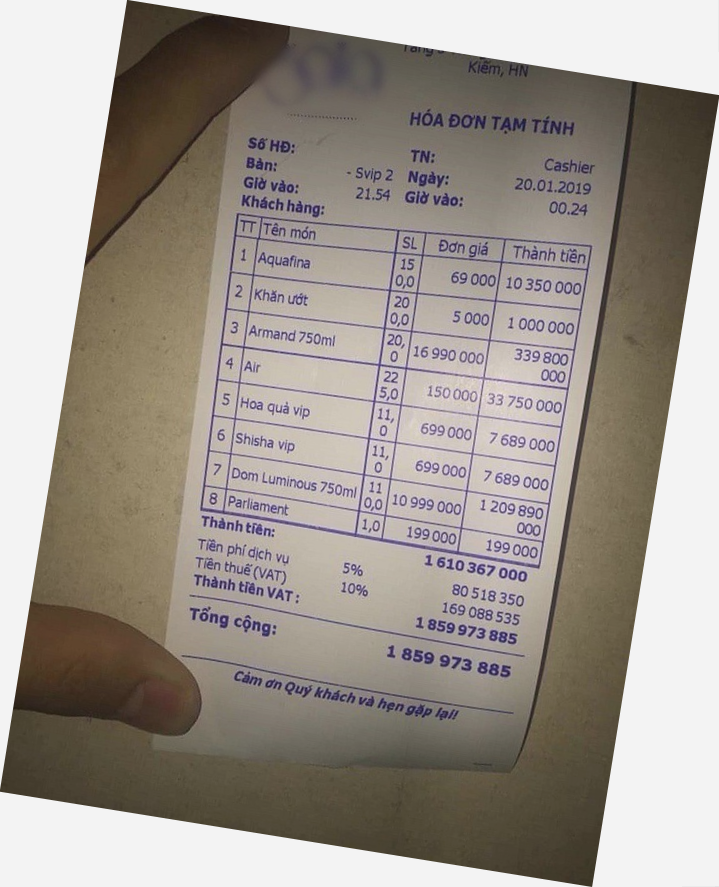 Kiếm, HN
HÓA ĐƠN TẠM TÍNH
Số HĐ: TN: Cashier
Bàn: - Svip 2 Ngày: 20.01.2019
Giờ vào: 21.54 Giờ vào: 00.24
Khách hàng:
TT Tên món SL Đơn giá Thành tiền
1 Aquafina 15 0,0 69 000 10 350 000
2 Khăn ướt 20 0,0 5 000 1 000 000
3 Armand 750ml 20, 0 16 990 000 339 800 000
4 Air 22 5,0 150 000 33 750 000
5 Hoa quả vip 11, 0 699 000 7 689 000
6 Shisha vip 11, 0 699 000 7 689 000
7 Dom Luminous 750ml 11 0,0 10 999 000 1 209 890 000
8 Parliament 1,0 199 000 199 000
Thành tiền: 1 610 367 000
Tiền phí dịch vụ 5% 80 518 350
Tiền thuế (VAT) 10% 169 088 535
Thành tiền VAT : 1 859 973 885
Tổng cộng: 1 859 973 885
Cảm ơn Quý khách và hẹn gặp lại!